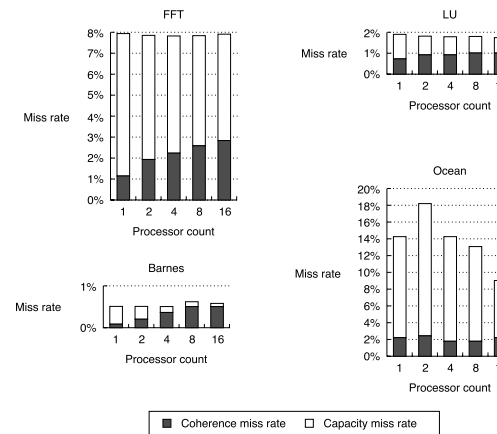 FFT
8%
7%
6%
5%
4%
3%
2%
1%
0%
Miss rate
1 2 4 8 16
Processor count
LU
2%
1%
0%
Miss rate
1 2 4 8
Processor count
Barnes
1%
0%
Miss rate
1 2 4 8 16
Processor count
Ocean
20%
18%
16%
14%
12%
10%
8%
6%
4%
2%
0%
Miss rate
1 2 4 8
Processor count
Coherence miss rate Capacity miss rate